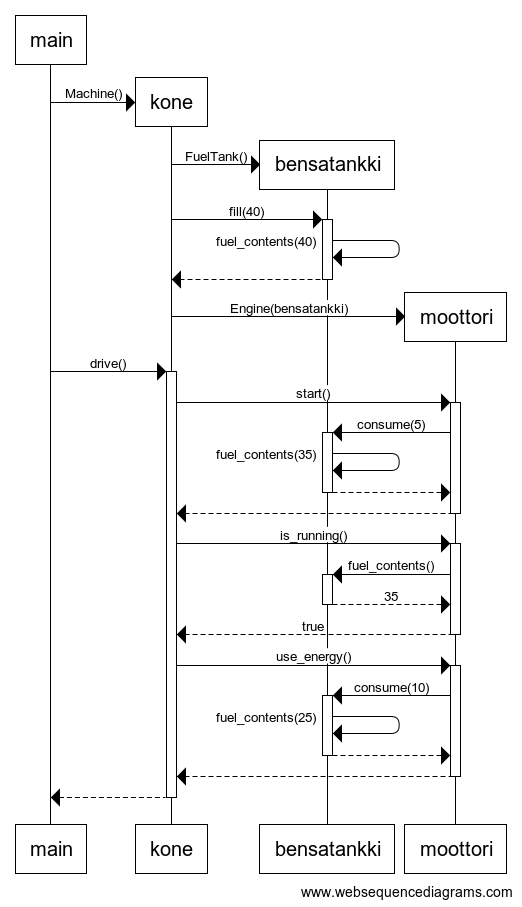 main
Machine()
kone
FuelTank()
bensatankki
fill(40)
fuel_contents(40)
Engine(bensatankki)
moottori
drive()
start()
consume(5)
fuel_contents(35)
is_running()
fuel_contents()
35
true
use_energy()
consume(10)
fuel_contents(25)
main
kone
bensatankki
moottori
www.websequencediagrams.com